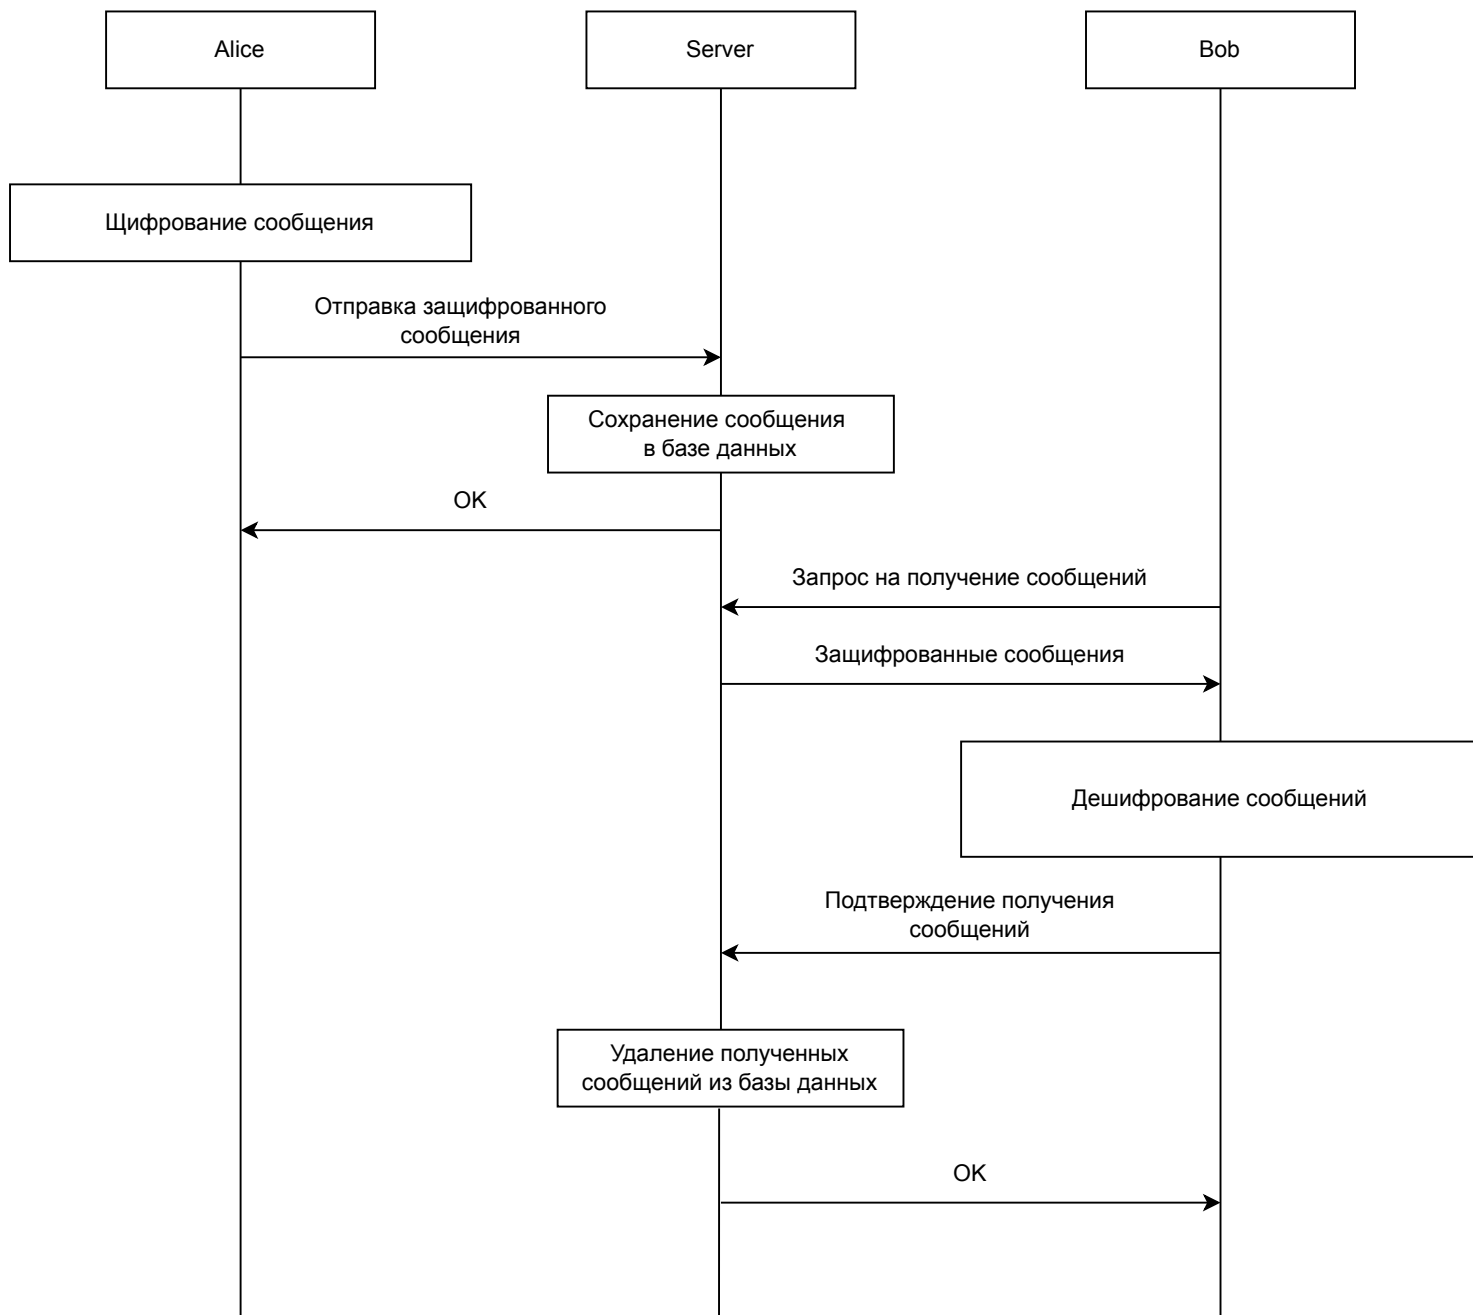 Alice
Server
Bob
Щифрование сообщения
Отправка защифрованного
сообщения
Сохранение сообщения
в базе данных
OK
Запрос на получение сообщений
Защифрованные сообщения
Дешифрование сообщений
Подтверждение получения
сообщений
Удаление полученных
сообщений из базы данных
OK